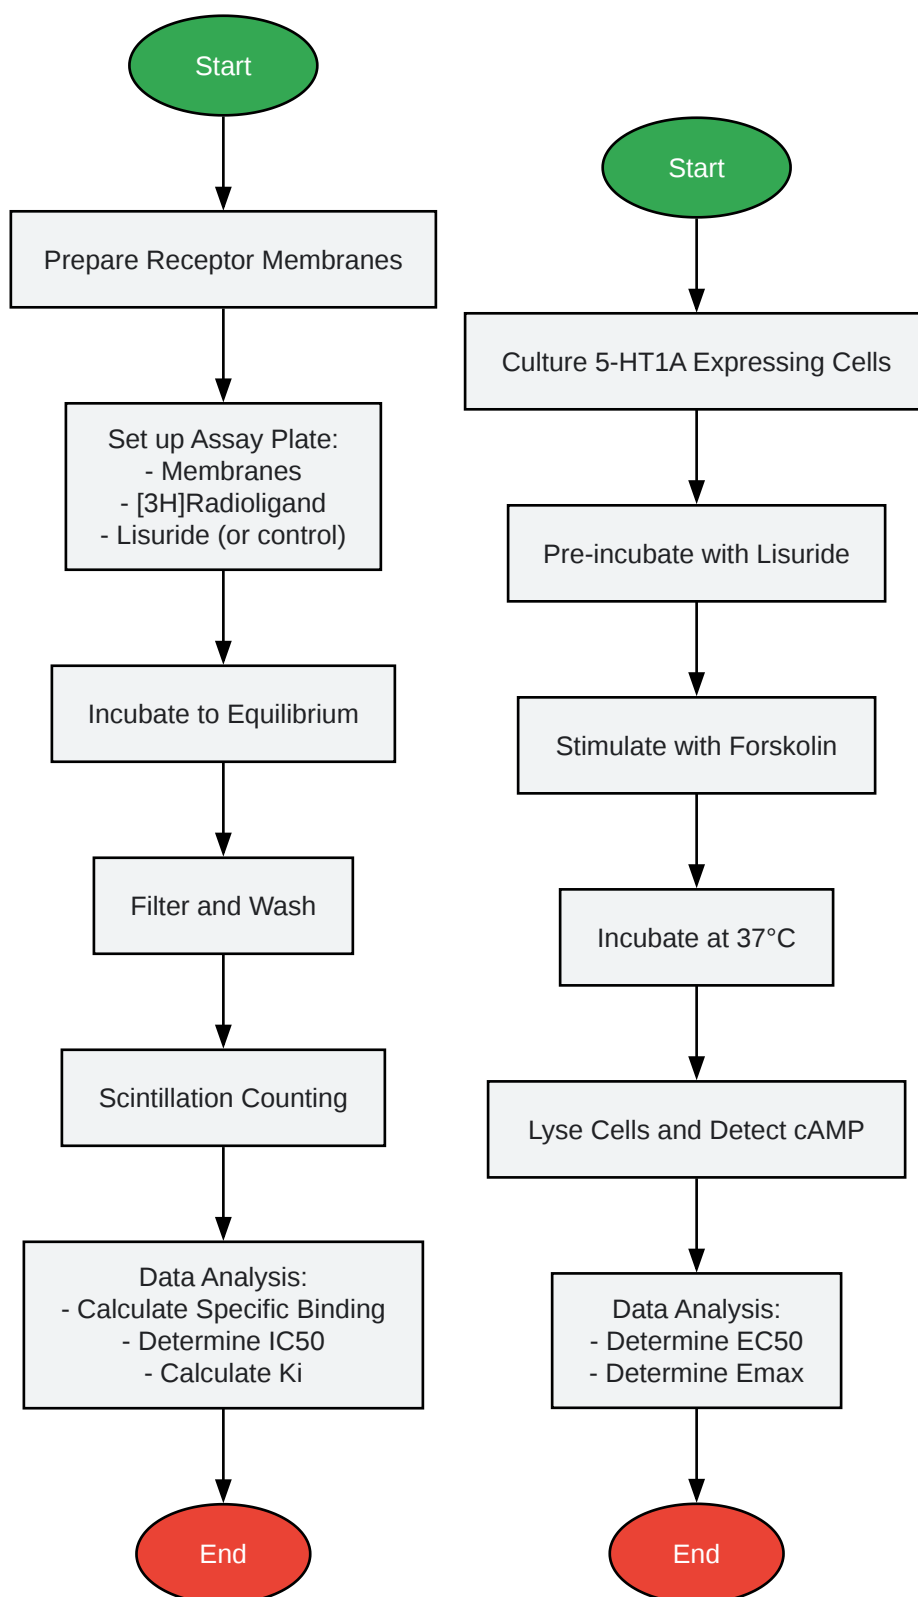 Start
Prepare Receptor Membranes
Set up Assay Plate:
- Membranes
- [3H]Radioligand
- Lisuride (or control)
Incubate to Equilibrium
Filter and Wash
Scintillation Counting
Data Analysis:
- Calculate Specific Binding
- Determine IC50
- Calculate Ki
End
Start
Culture 5-HT1A Expressing Cells
Pre-incubate with Lisuride
Stimulate with Forskolin
Incubate at 37°C
Lyse Cells and Detect cAMP
Data Analysis:
- Determine EC50
- Determine Emax
End